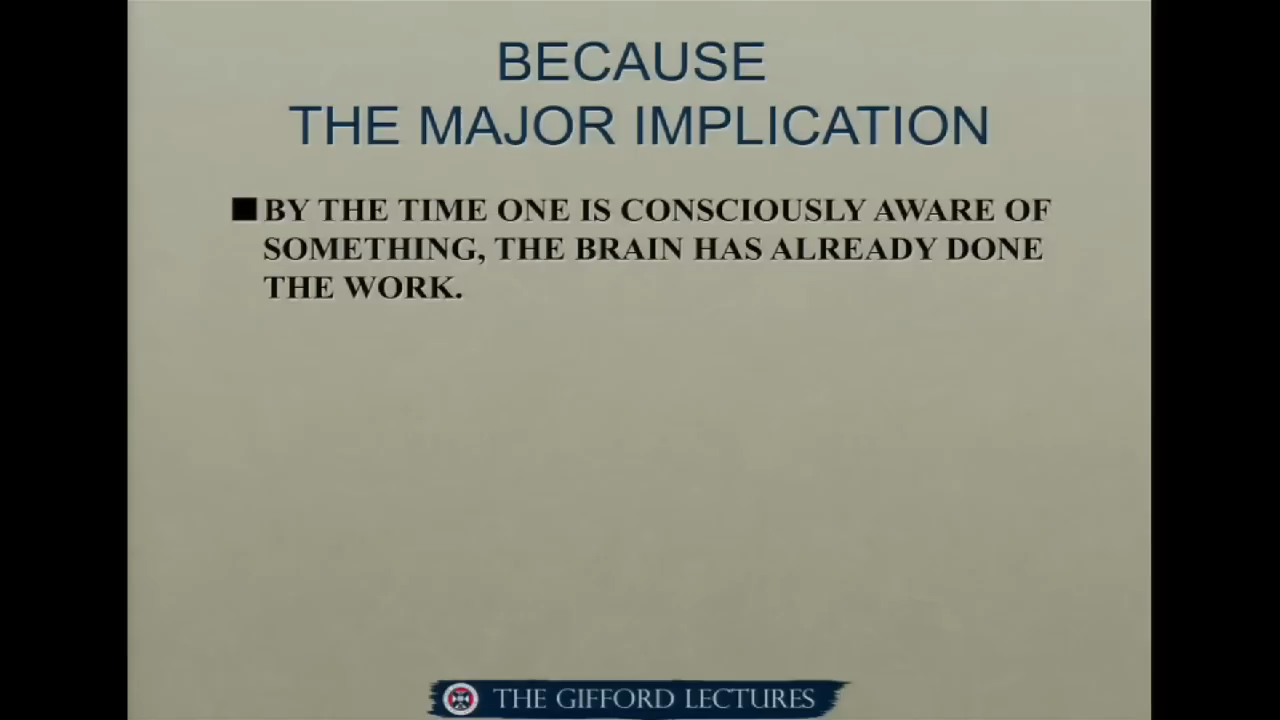 BECAUSE
THE MAJOR IMPLICATION
BY THE TIME ONE IS CONSCIOUSLY AWARE OF
SOMETHING, THE BRAIN HAS ALREADY DONE
THE WORK.
THE GIFFORD LECTURES